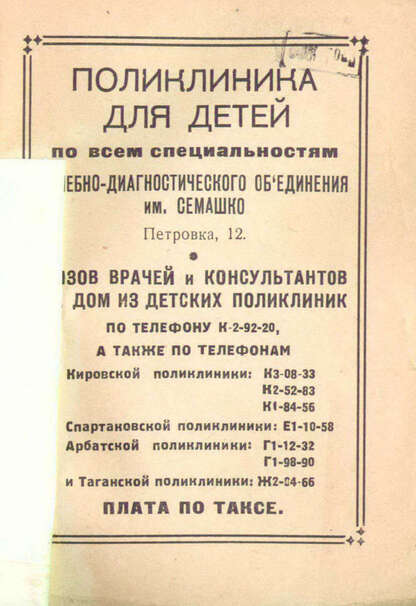 ПОЛИКЛИНИКА
ДЛЯ ДЕТЕЙ
ПО ВСЕМ СПЕЦИАЛЬНОСТЯМ
ЕБНО-ДИАГНОСТИЧЕСКОГО ОБ'ЕДИНЕНИЯ
им. СЕМАШКО
Петровка, 12.
ЗОВ ВРАЧЕЙ и КОНСУЛЬТАНТОВ
ДОМ ИЗ ДЕТСКИХ ПОЛИКЛИНИК
ПО ТЕЛЕФОНУ К-2-92-20,
А ТАКЖЕ ПО ТЕЛЕФОНАМ
Кировской поликлиники: К3-08-33
К2-52-83
К1-84-56
Спартановской поликлиники: Е1-10-58
Арбатской поликлиники: Г1-12-32
Г1-98-90
и Таганской поликлиники: Ж2-04-66
ПЛАТА ПО ТАКСЕ.